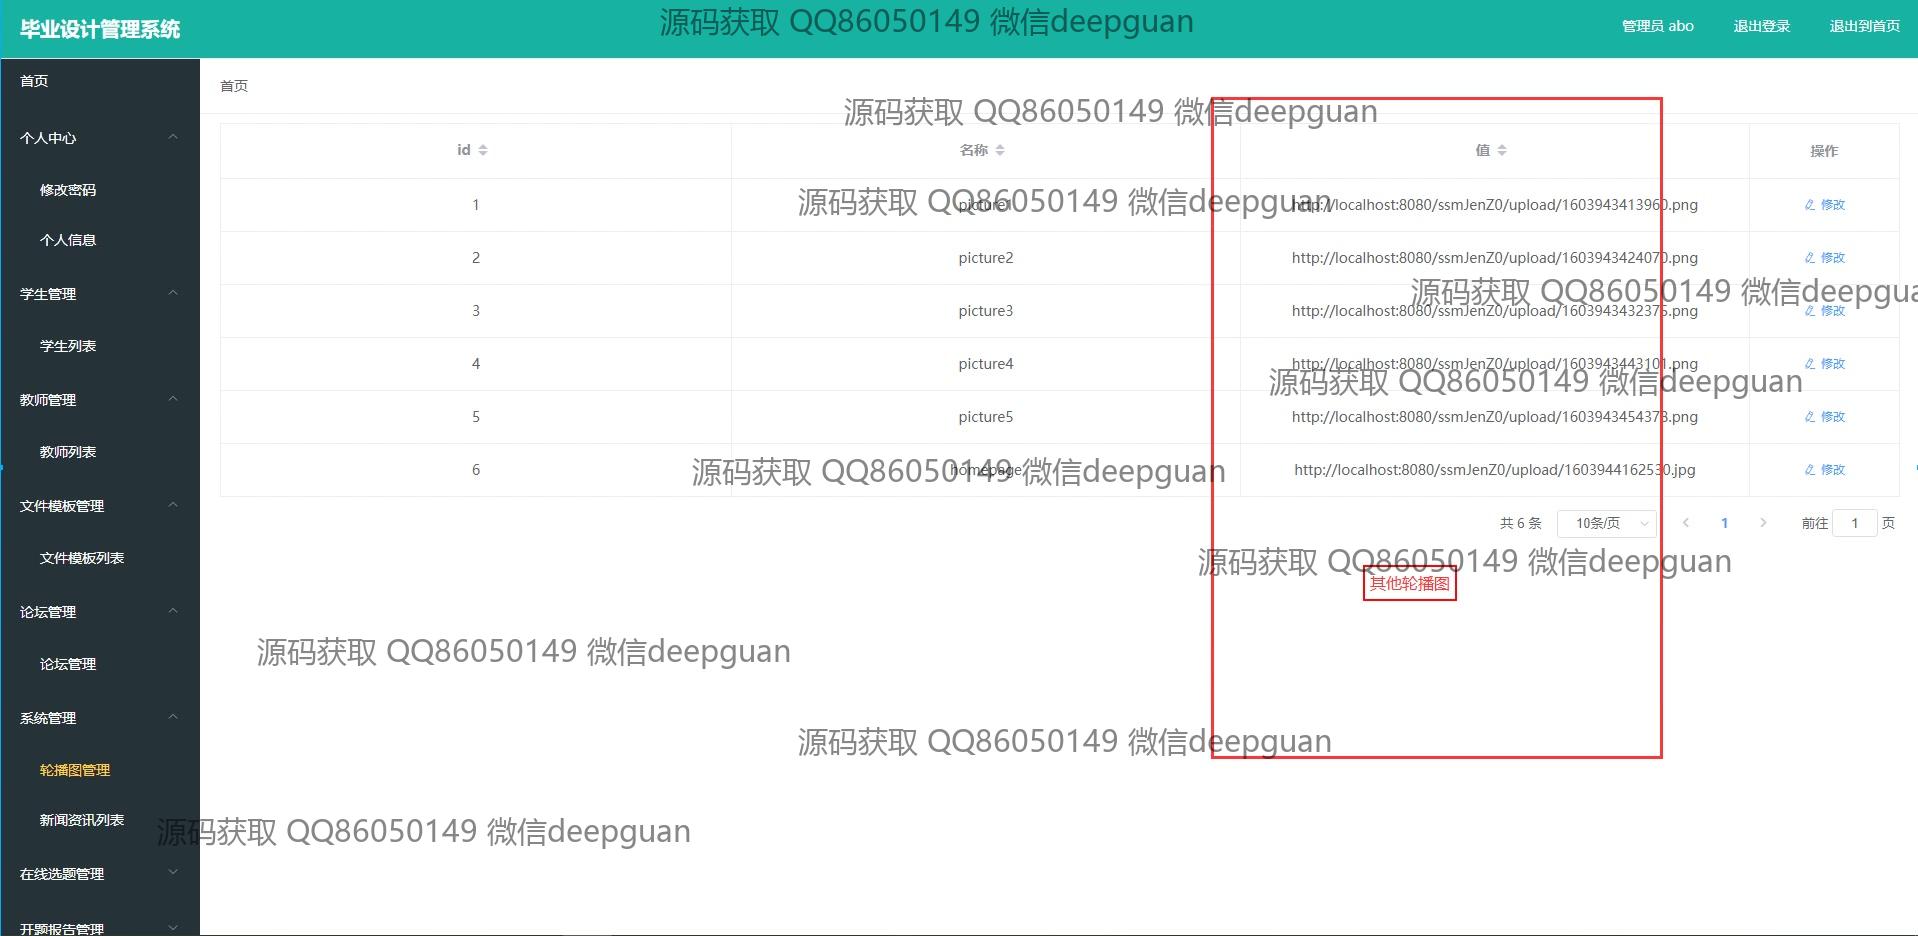 毕业设计管理系统
源码获取 QQ86050149 微信deepguan
管理员 abo
退出登录
退出到首页
首页
个人中心
修改密码
个人信息
学生管理
学生列表
教师管理
教师列表
文件模板管理
文件模板列表
论坛管理
论坛管理
系统管理
轮播图管理
新闻资讯列表
在线选题管理
开题报告管理
首页
源码获取 QQ86050149 微信deepguan
id 名称 值 操作
源码获取 QQ86050149 微信deepguan
1 picture1 http://localhost:8080/ssmJenZ0/upload/1603943413960.png 修改
2 picture2 http://localhost:8080/ssmJenZ0/upload/1603943424070.png 修改
源码获取 QQ86050149 微信deepgua
3 picture3 http://localhost:8080/ssmJenZ0/upload/1603943432375.png 修改
4 picture4 http://localhost:8080/ssmJenZ0/upload/1603943443101.png 修改
源码获取 QQ86050149 微信deepguan
5 picture5 http://localhost:8080/ssmJenZ0/upload/1603943454378.png 修改
6 homepage http://localhost:8080/ssmJenZ0/upload/1603944162530.jpg 修改
源码获取 QQ86050149 微信deepguan
共 6 条 10条/页 1 前往 1 页
源码获取 QQ86050149 微信deepguan
其他轮播图
源码获取 QQ86050149 微信deepguan
源码获取 QQ86050149 微信deepguan
源码获取 QQ86050149 微信deepguan